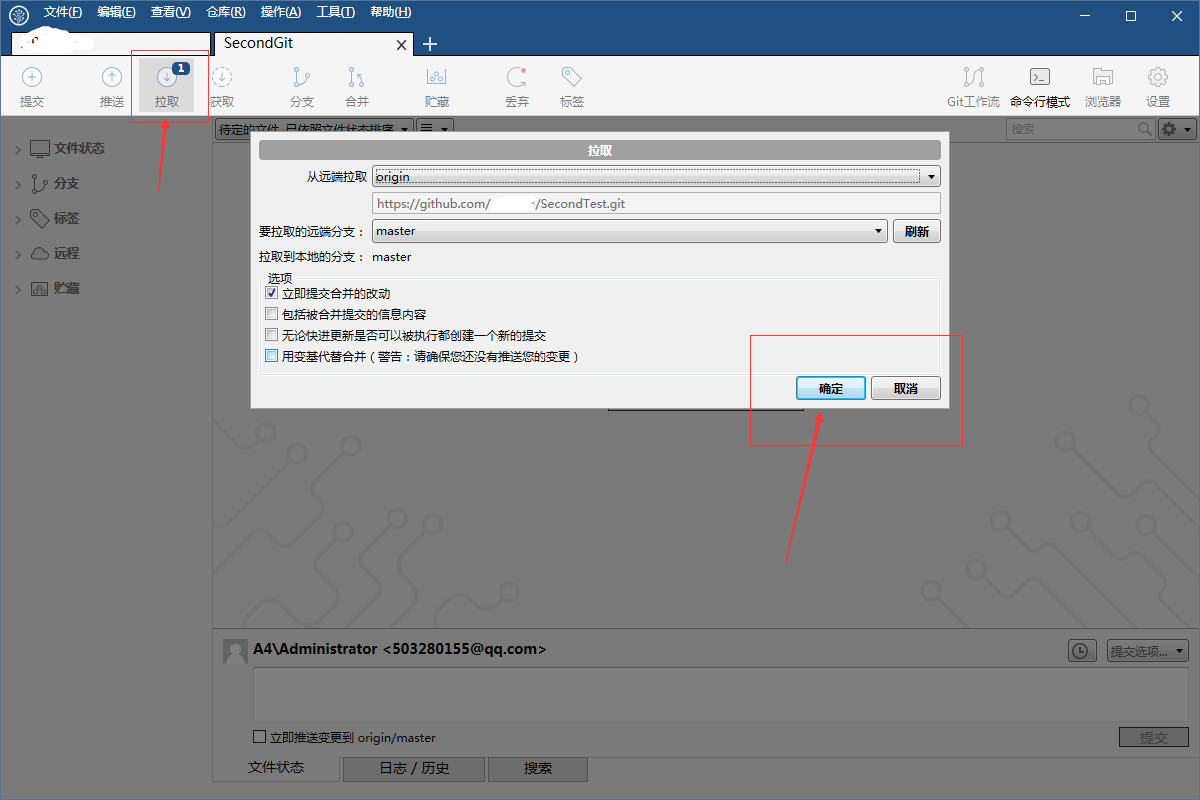 文件(F) 编辑(E) 查看(V) 仓库(R) 操作(A) 工具(T) 帮助(H)
SecondGit
1
提交 推送 拉取 获取 分支 合并 贮藏 丢弃 标签 Git工作流 命令行模式 浏览器 设置
待定的文件, 已依照文件状态排序
搜索
文件状态
分支
标签
远程
贮藏
拉取
从远端拉取 origin
https://github.com/ /SecondTest.git
要拉取的远端分支： master 刷新
拉取到本地的分支： master
选项
立即提交合并的改动
包括被合并提交的信息内容
无论快进更新是否可以被执行都创建一个新的提交
用变基代替合并 ( 警告：请确保您还没有推送您的变更 )
确定 取消
A4\Administrator <503280155@qq.com>
提交选项...
立即推送变更到 origin/master
提交
文件状态 日志 / 历史 搜索